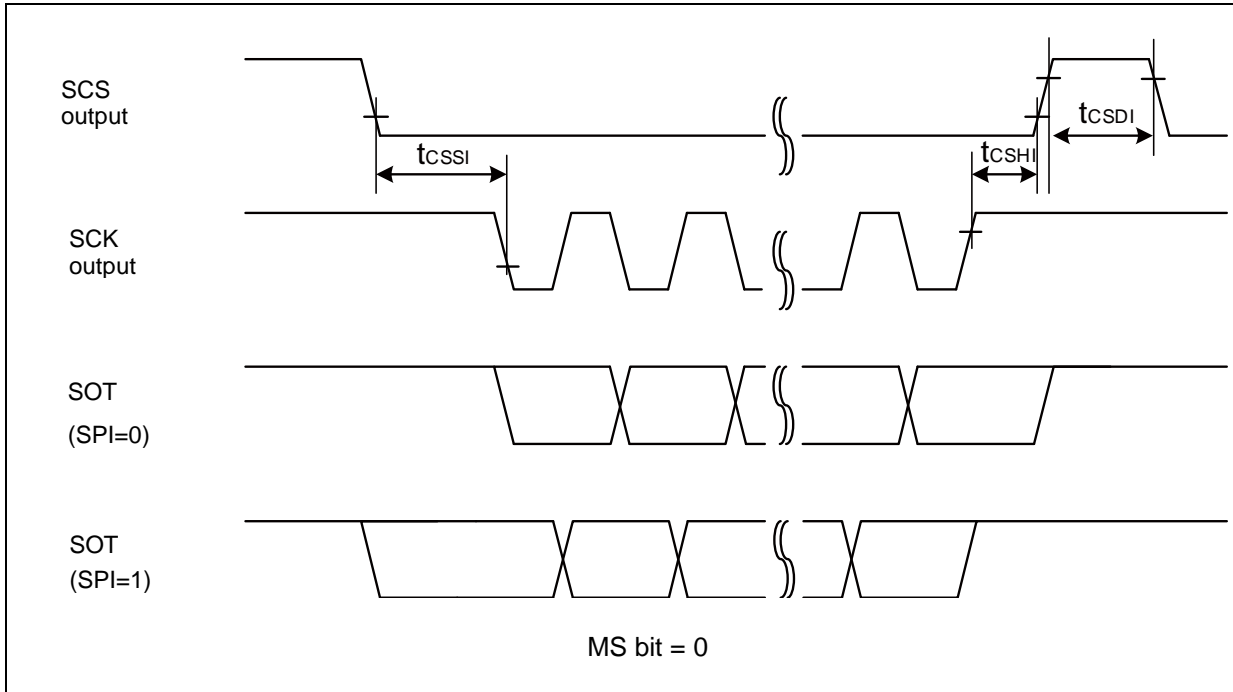 SCS
output
tCSDI
tCSSI
tCSHI
SCK
output
SOT
(SPI=0)
SOT
(SPI=1)
MS bit = 0